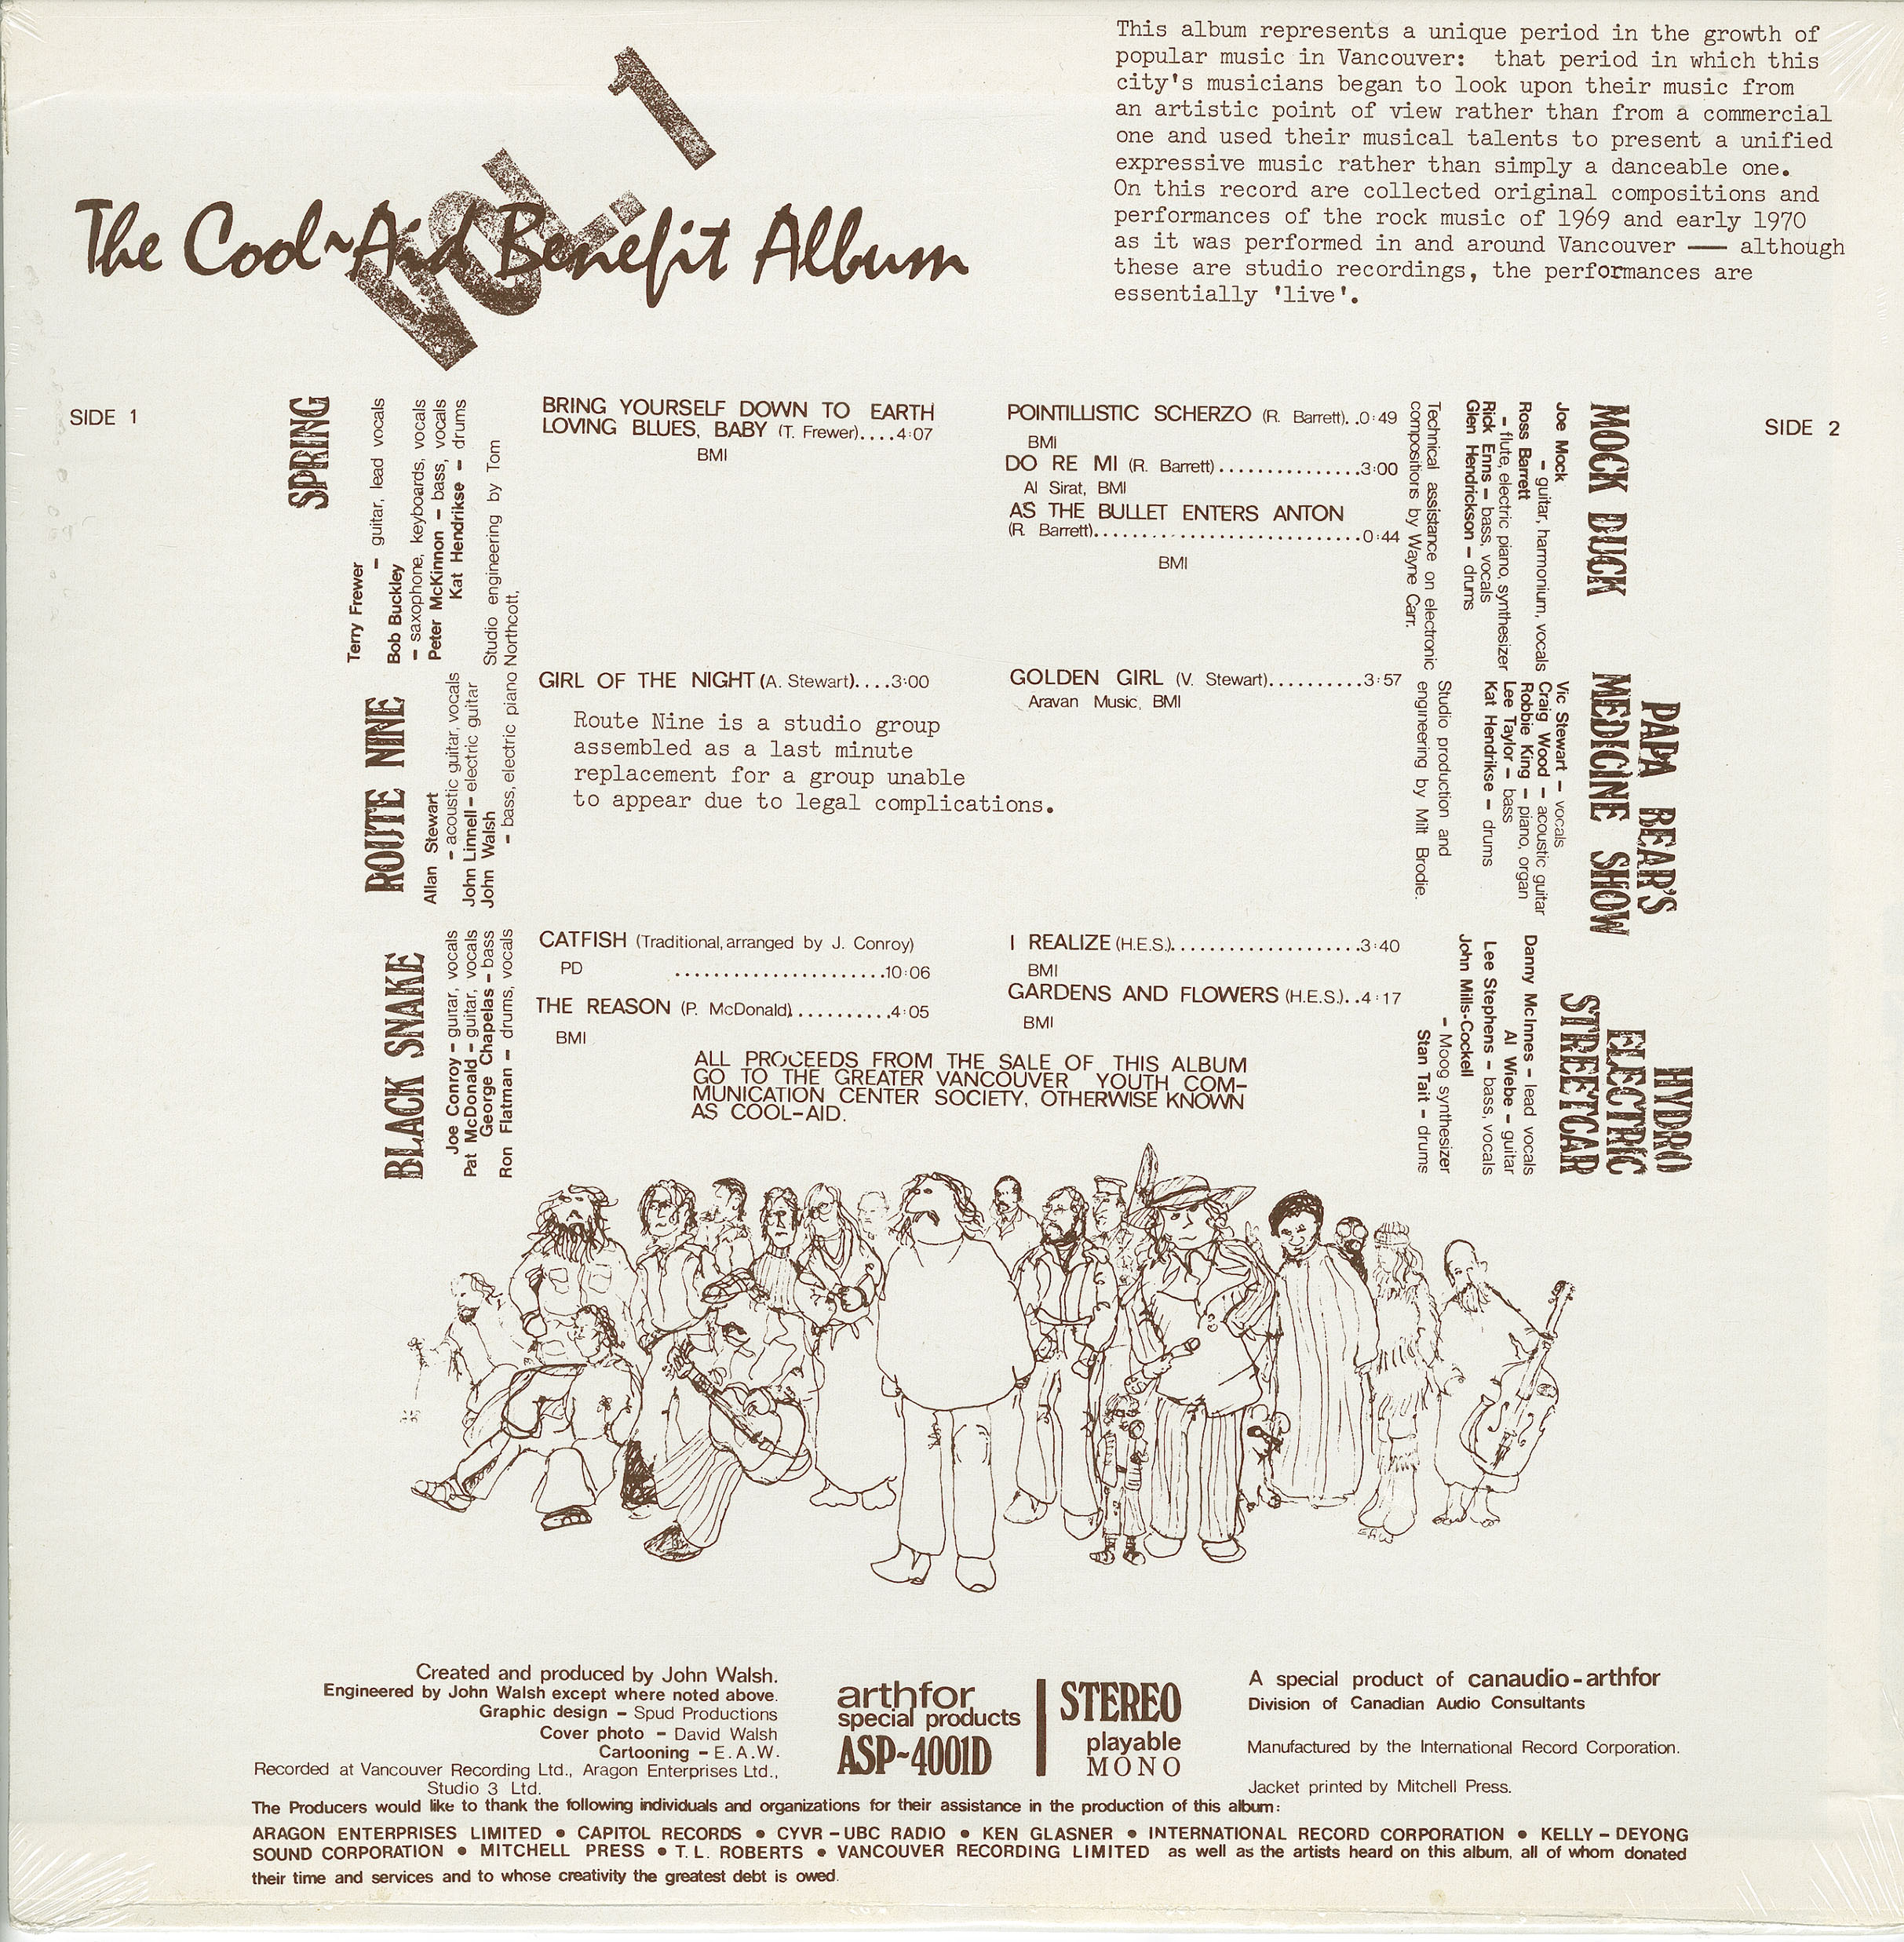 This album represents a unique period in the growth of
popular music in Vancouver: that period in which this
city's musicians began to look upon their music from
an artistic point of view rather than from a commercial
one and used their musical talents to present a unified
expressive music rather than simply a danceable one.
On this record are collected original compositions and
performances of the rock music of 1969 and early 1970
as it was performed in and around Vancouver — although
these are studio recordings, the performances are
essentially 'live'.
VOL. 1
The Cool~Aid Benefit Album
SIDE 1
SPRING
Terry Frewer
– guitar, lead vocals
Bob Buckley
– saxophone, keyboards, vocals
Peter McKinnon – bass, vocals
Kat Hendrikse – drums
Studio engineering by Tom
Northcott,
BRING YOURSELF DOWN TO EARTH
LOVING BLUES, BABY (T. Frewer)....4:07
BMI
ROUTE NINE
Allan Stewart
– acoustic guitar, vocals
John Linnell – electric guitar
John Walsh
– bass, electric piano
GIRL OF THE NIGHT (A. Stewart)....3:00
Route Nine is a studio group
assembled as a last minute
replacement for a group unable
to appear due to legal complications.
BLACK SNAKE
Joe Conroy – guitar, vocals
Pat McDonald – guitar, vocals
George Chapelas – bass
Ron Flatman – drums, vocals
CATFISH (Traditional, arranged by J. Conroy)
PD ......................10:06
THE REASON (P. McDonald)..........4:05
BMI
SIDE 2
MOCK DUCK
Joe Mock
– guitar, harmonium, vocals
Ross Barrett
– flute, electric piano, synthesizer
Rick Enns – bass, vocals
Glen Hendrickson – drums
Technical assistance on electronic
compositions by Wayne Carr.
POINTILLISTIC SCHERZO (R. Barrett)..0:49
BMI
DO RE MI (R. Barrett)...............3:00
Al Sirat, BMI
AS THE BULLET ENTERS ANTON
(R. Barrett)............................0:44
BMI
PAPA BEAR'S
MEDICINE SHOW
Vic Stewart – vocals
Craig Wood – acoustic guitar
Robbie King – piano, organ
Lee Taylor – bass
Kat Hendrikse – drums
Studio production and
engineering by Milt Brodie.
GOLDEN GIRL (V. Stewart)..........3:57
Aravan Music, BMI
HYDRO
ELECTRIC
STREETCAR
Danny McInnes – lead vocals
Al Wiebe – guitar
Lee Stephens – bass, vocals
John Mills-Cockell
– Moog synthesizer
Stan Tait – drums
I REALIZE (H.E.S.)....................3:40
BMI
GARDENS AND FLOWERS (H.E.S.)..4:17
BMI
ALL PROCEEDS FROM THE SALE OF THIS ALBUM
GO TO THE GREATER VANCOUVER YOUTH COM–
MUNICATION CENTER SOCIETY, OTHERWISE KNOWN
AS COOL–AID.
Created and produced by John Walsh.
Engineered by John Walsh except where noted above.
Graphic design – Spud Productions
Cover photo – David Walsh
Cartooning – E.A.W.
Recorded at Vancouver Recording Ltd., Aragon Enterprises Ltd.,
Studio 3 Ltd.
arthfor
special products
ASP~4001D
STEREO
playable
MONO
A special product of canaudio-arthfor
Division of Canadian Audio Consultants
Manufactured by the International Record Corporation.
Jacket printed by Mitchell Press.
The Producers would like to thank the following individuals and organizations for their assistance in the production of this album:
ARAGON ENTERPRISES LIMITED ● CAPITOL RECORDS ● CYVR – UBC RADIO ● KEN GLASNER ● INTERNATIONAL RECORD CORPORATION ● KELLY – DEYONG
SOUND CORPORATION ● MITCHELL PRESS ● T. L. ROBERTS ● VANCOUVER RECORDING LIMITED as well as the artists heard on this album, all of whom donated
their time and services and to whose creativity the greatest debt is owed.